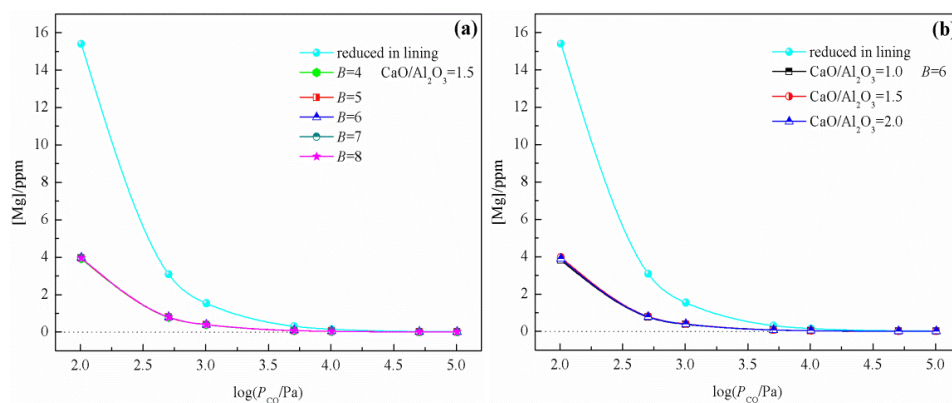 (a)
reduced in lining
B=4 CaO/Al₂O₃=1.5
B=5
B=6
B=7
B=8
[Mg]/ppm
16
14
12
10
8
6
4
2
0
2.0 2.5 3.0 3.5 4.0 4.5 5.0
log(P_CO/Pa)
(b)
reduced in lining
CaO/Al₂O₃=1.0 B=6
CaO/Al₂O₃=1.5
CaO/Al₂O₃=2.0
[Mg]/ppm
16
14
12
10
8
6
4
2
0
2.0 2.5 3.0 3.5 4.0 4.5 5.0
log(P_CO/Pa)